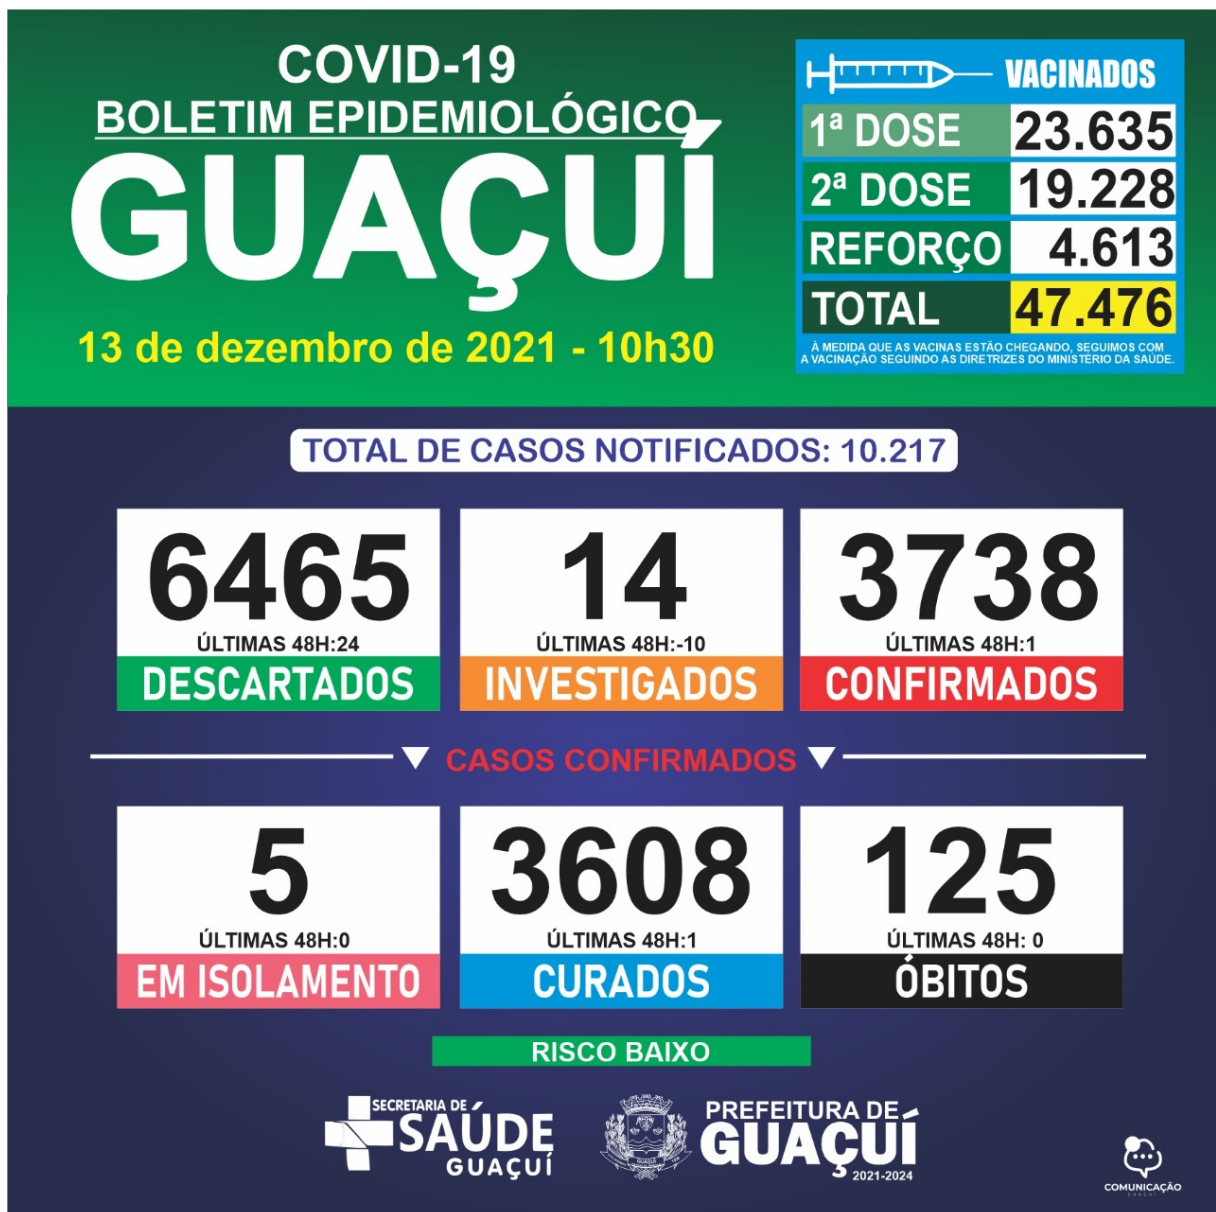 COVID-19
BOLETIM EPIDEMIOLÓGICO
GUAÇUÍ
13 de dezembro de 2021 - 10h30
VACINADOS
1ª DOSE 23.635
2ª DOSE 19.228
REFORÇO 4.613
TOTAL 47.476
À MEDIDA QUE AS VACINAS ESTÃO CHEGANDO, SEGUIMOS COM
A VACINAÇÃO SEGUINDO AS DIRETRIZES DO MINISTÉRIO DA SAÚDE.
TOTAL DE CASOS NOTIFICADOS: 10.217
6465
ÚLTIMAS 48H:24
DESCARTADOS
14
ÚLTIMAS 48H:-10
INVESTIGADOS
3738
ÚLTIMAS 48H:1
CONFIRMADOS
CASOS CONFIRMADOS
5
ÚLTIMAS 48H:0
EM ISOLAMENTO
3608
ÚLTIMAS 48H:1
CURADOS
125
ÚLTIMAS 48H: 0
ÓBITOS
RISCO BAIXO
SECRETARIA DE
SAÚDE
GUAÇUÍ
PREFEITURA DE
GUAÇUÍ
2021-2024
COMUNICAÇÃO